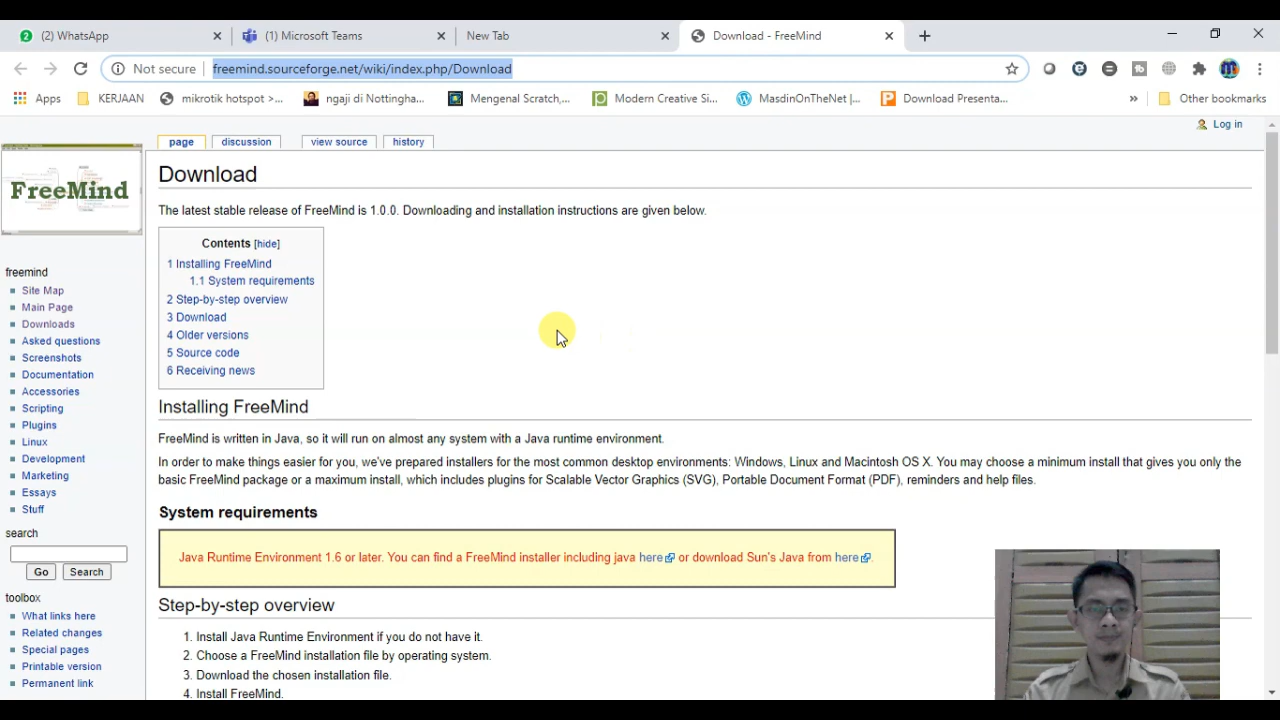 2 (2) WhatsApp
(1) Microsoft Teams
New Tab
Download - FreeMind
Not secure
freemind.sourceforge.net/wiki/index.php/Download
Apps
KERJAAN
mikrotik hotspot >...
ngaji di Nottingha...
Mengenal Scratch,...
Modern Creative Si...
MasdinOnTheNet |...
Download Presenta...
»
Other bookmarks
Log in
page
discussion
view source
history
FreeMind
Download
The latest stable release of FreeMind is 1.0.0. Downloading and installation instructions are given below.
Contents [hide]
1 Installing FreeMind
1.1 System requirements
2 Step-by-step overview
3 Download
4 Older versions
5 Source code
6 Receiving news
freemind
Site Map
Main Page
Downloads
Asked questions
Screenshots
Documentation
Accessories
Scripting
Plugins
Linux
Development
Marketing
Essays
Stuff
search
Go
Search
toolbox
What links here
Related changes
Special pages
Printable version
Permanent link
Installing FreeMind
FreeMind is written in Java, so it will run on almost any system with a Java runtime environment.
In order to make things easier for you, we've prepared installers for the most common desktop environments: Windows, Linux and Macintosh OS X. You may choose a minimum install that gives you only the
basic FreeMind package or a maximum install, which includes plugins for Scalable Vector Graphics (SVG), Portable Document Format (PDF), reminders and help files.
System requirements
Java Runtime Environment 1.6 or later. You can find a FreeMind installer including java here or download Sun's Java from here.
Step-by-step overview
1. Install Java Runtime Environment if you do not have it.
2. Choose a FreeMind installation file by operating system.
3. Download the chosen installation file.
4. Install FreeMind.